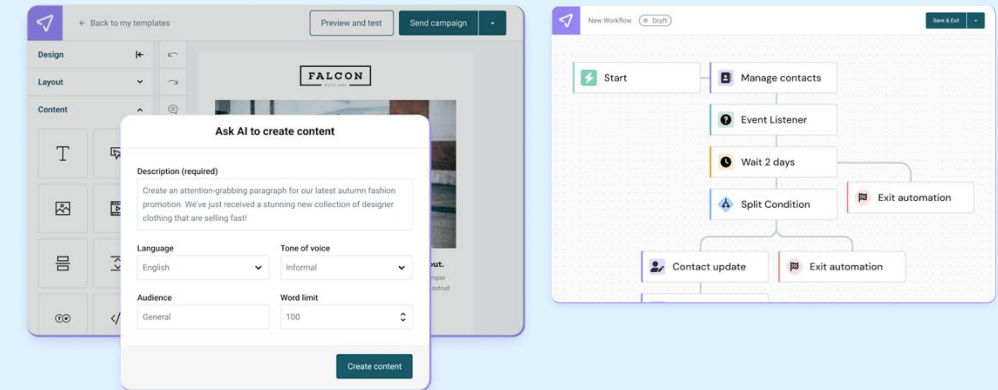 ← Back to my templates
Preview and test
Send campaign
Design
Layout
Content
T
FALCON
Ask AI to create content
Description (required)
Create an attention-grabbing paragraph for our latest autumn fashion
promotion. We've just received a stunning new collection of designer
clothing that are selling fast!
Language
Tone of voice
English
Informal
Audience
Word limit
General
100
Create content
out.
New Workflow
Draft
Save & Exit
Start
Manage contacts
Event Listener
Wait 2 days
Exit automation
Split Condition
Contact update
Exit automation